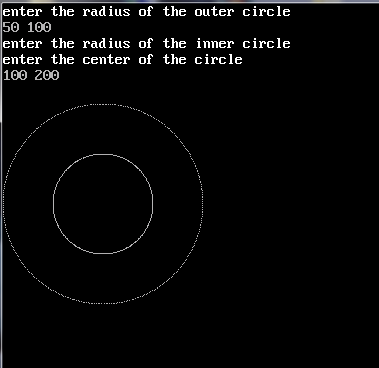 enter the radius of the outer circle
50 100
enter the radius of the inner circle
enter the center of the circle
100 200